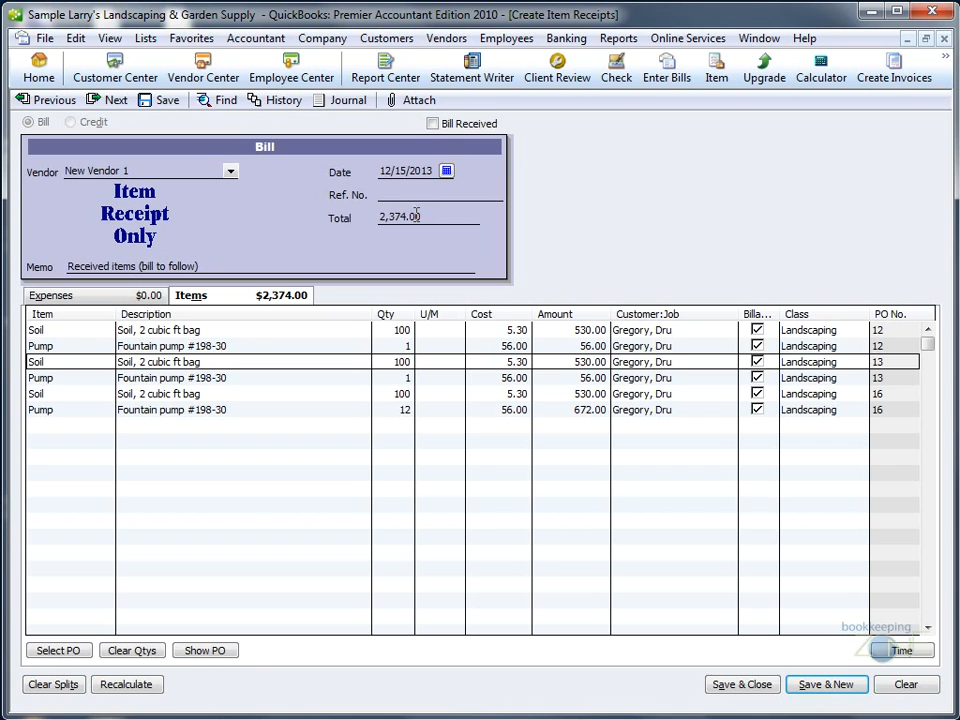 Sample Larry's Landscaping & Garden Supply - QuickBooks: Premier Accountant Edition 2010 - [Create Item Receipts]
File Edit View Lists Favorites Accountant Company Customers Vendors Employees Banking Reports Online Services Window Help
Home Customer Center Vendor Center Employee Center Report Center Statement Writer Client Review Check Enter Bills Item Upgrade Calculator Create Invoices
Previous Next Save Find History Journal Attach
Bill Credit Bill Received
Bill
Vendor New Vendor 1 Date 12/15/2013
Item Receipt Only
Ref. No.
Total 2,374.00
Memo Received items (bill to follow)
Expenses $0.00 Items $2,374.00
Item Description Qty U/M Cost Amount Customer:Job Billa... Class PO No.
Soil Soil, 2 cubic ft bag 100 5.30 530.00 Gregory, Dru Landscaping 12
Pump Fountain pump #198-30 1 56.00 56.00 Gregory, Dru Landscaping 12
Soil Soil, 2 cubic ft bag 100 5.30 530.00 Gregory, Dru Landscaping 13
Pump Fountain pump #198-30 1 56.00 56.00 Gregory, Dru Landscaping 13
Soil Soil, 2 cubic ft bag 100 5.30 530.00 Gregory, Dru Landscaping 16
Pump Fountain pump #198-30 12 56.00 672.00 Gregory, Dru Landscaping 16
bookkeeping
Select PO Clear Qtys Show PO Time
Clear Splits Recalculate Save & Close Save & New Clear